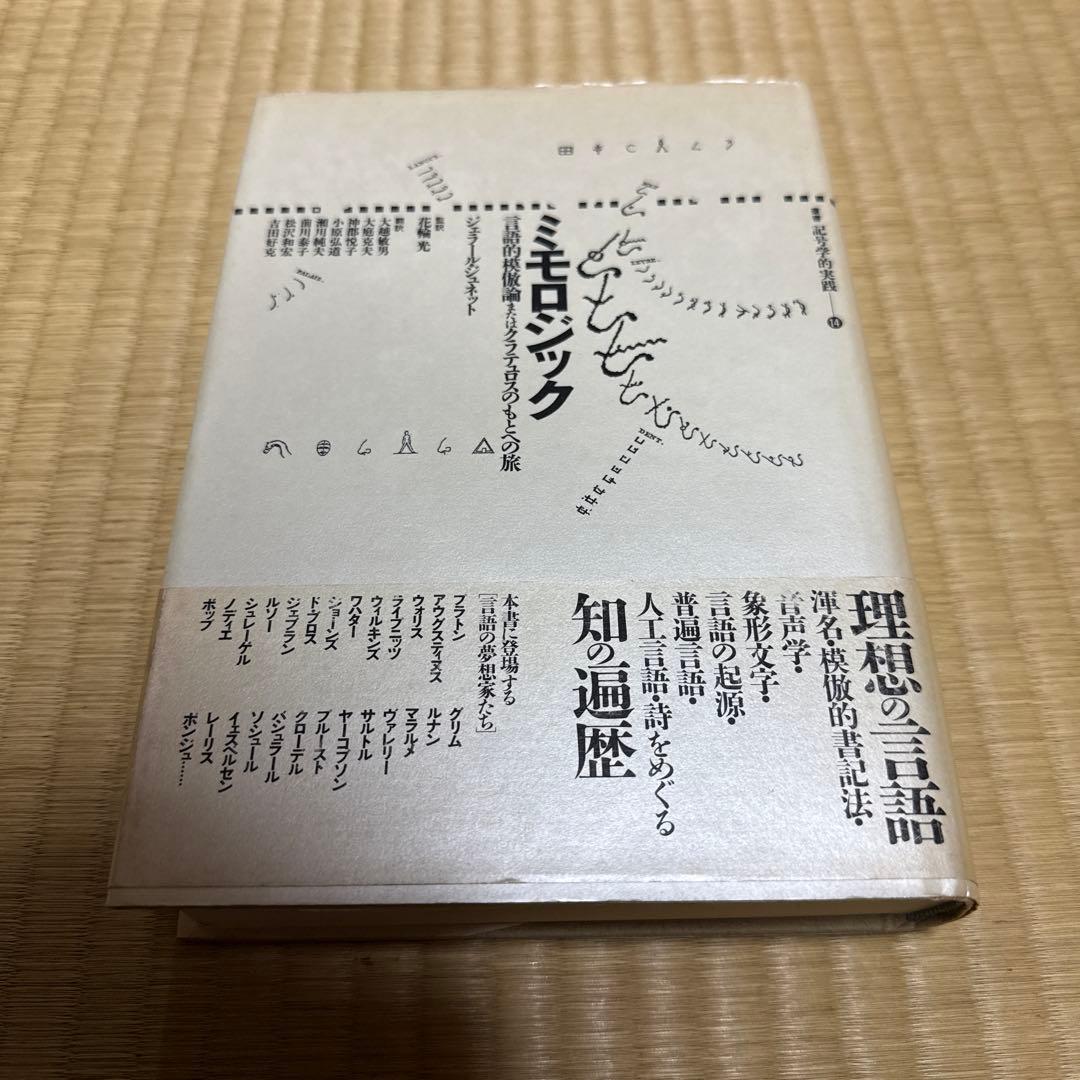 叢書 記号学的実践——14
ミモロジック
言語的模倣論またはクラテュロスのもとへの旅
ジェラール・ジュネット
監訳
花輪 光
翻訳
大越敏男
大庭克夫
神郡悦子
小原弘道
瀬川純夫
前川泰子
松沢和宏
吉田好克
DENT.
理想の言語
渾名・模倣的書記法・
音声学・
象形文字・
言語の起源・
普遍言語・
人工言語・詩をめぐる
知の遍歴
本書に登場する
[言語の夢想家たち]
プラトン
アウグスティヌス
ウォリス
ライプニッツ
ウィルキンズ
ワハター
ジョーンズ
ド・ブロス
ジェブラン
ルソー
シュレーゲル
ノディエ
ボップ
グリム
ルナン
マラルメ
ヴァレリー
サルトル
ヤーコブソン
プルースト
クローデル
バシュラール
ソシュール
イェスペルセン
レーリス
ポンジュ……